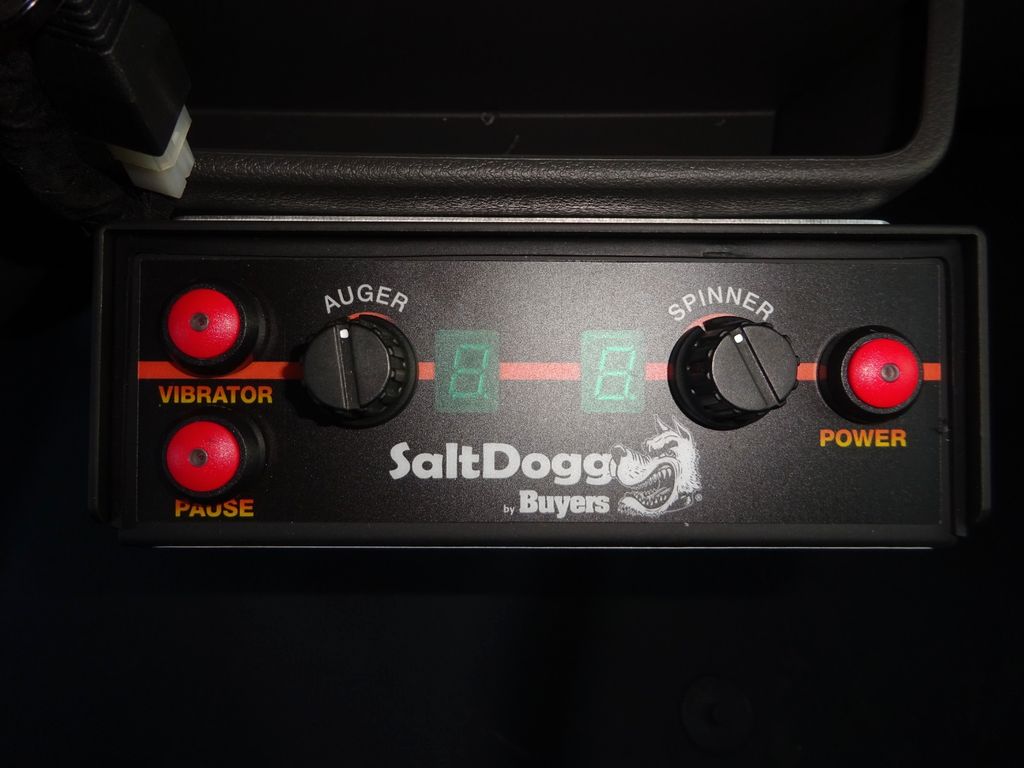 AUGER
SPINNER
VIBRATOR
POWER
SaltDogg
by Buyers
®
PAUSE